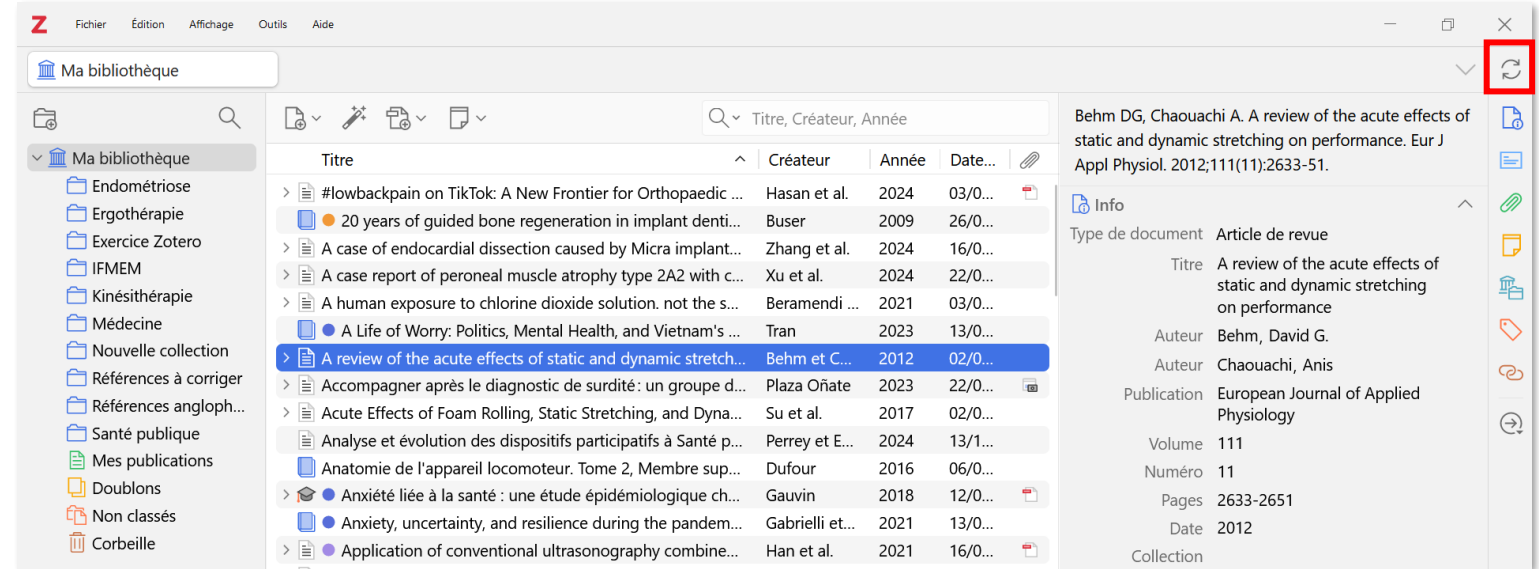 Z Fichier Édition Affichage Outils Aide
Ma bibliothèque
Titre, Créateur, Année
Ma bibliothèque
Endométriose
Ergothérapie
Exercice Zotero
IFMEM
Kinésithérapie
Médecine
Nouvelle collection
Références à corriger
Références angloph...
Santé publique
Mes publications
Doublons
Non classés
Corbeille
Titre Créateur Année Date...
#lowbackpain on TikTok: A New Frontier for Orthopaedic ... Hasan et al. 2024 03/0...
20 years of guided bone regeneration in implant denti... Buser 2009 26/0...
A case of endocardial dissection caused by Micra implant... Zhang et al. 2024 16/0...
A case report of peroneal muscle atrophy type 2A2 with c... Xu et al. 2024 22/0...
A human exposure to chlorine dioxide solution. not the s... Beramendi ... 2021 03/0...
A Life of Worry: Politics, Mental Health, and Vietnam's ... Tran 2023 13/0...
A review of the acute effects of static and dynamic stretch... Behm et C... 2012 02/0...
Accompagner après le diagnostic de surdité : un groupe d... Plaza Oñate 2023 22/0...
Acute Effects of Foam Rolling, Static Stretching, and Dyna... Su et al. 2017 02/0...
Analyse et évolution des dispositifs participatifs à Santé p... Perrey et E... 2024 13/1...
Anatomie de l'appareil locomoteur. Tome 2, Membre sup... Dufour 2016 06/0...
Anxiété liée à la santé : une étude épidémiologique ch... Gauvin 2018 12/0...
Anxiety, uncertainty, and resilience during the pandem... Gabrielli et... 2021 13/0...
Application of conventional ultrasonography combine... Han et al. 2021 16/0...
Behm DG, Chaouachi A. A review of the acute effects of
static and dynamic stretching on performance. Eur J
Appl Physiol. 2012;111(11):2633-51.
Info
Type de document Article de revue
Titre A review of the acute effects of
static and dynamic stretching
on performance
Auteur Behm, David G.
Auteur Chaouachi, Anis
Publication European Journal of Applied
Physiology
Volume 111
Numéro 11
Pages 2633-2651
Date 2012
Collection